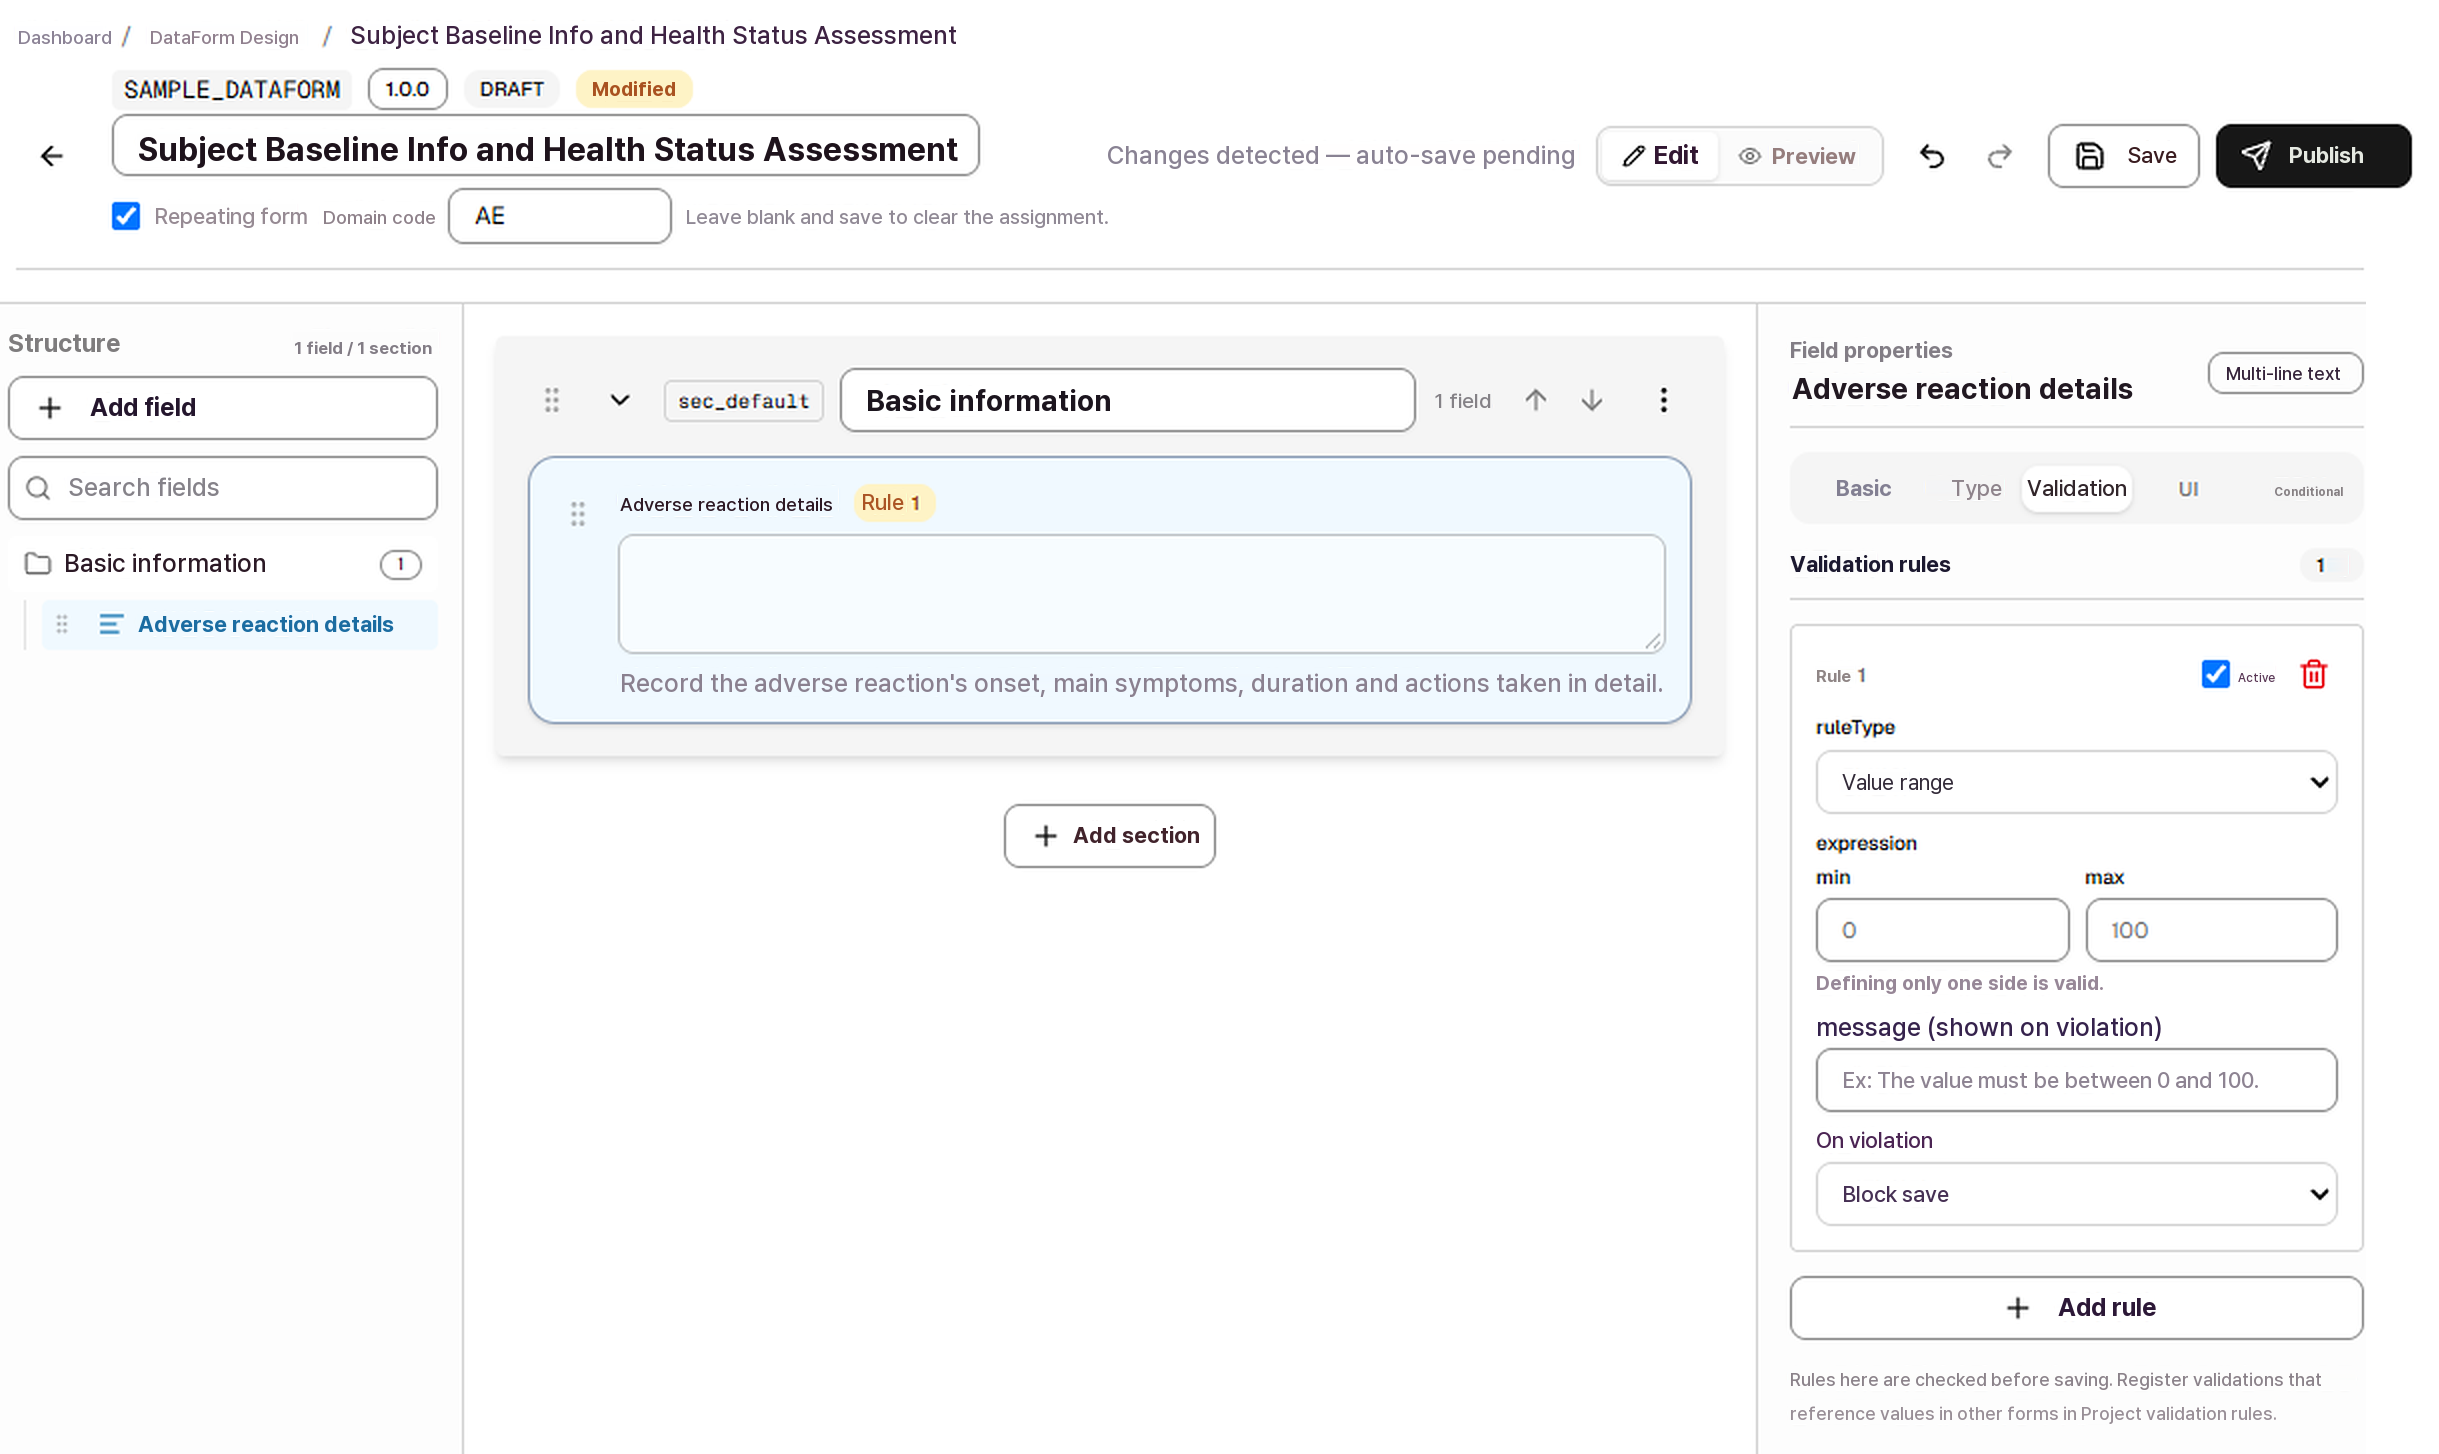 Dashboard / DataForm Design / Subject Baseline Info and Health Status Assessment
SAMPLE_DATAFORM 1.0.0 DRAFT Modified
Subject Baseline Info and Health Status Assessment
Changes detected — auto-save pending Edit Preview Save Publish
Repeating form Domain code AE Leave blank and save to clear the assignment.
Structure 1 field / 1 section
Add field
Search fields
Basic information 1
Adverse reaction details
sec_default Basic information 1 field
Adverse reaction details Rule 1
Record the adverse reaction's onset, main symptoms, duration and actions taken in detail.
Add section
Field properties
Adverse reaction details Multi-line text
Basic Type Validation UI Conditional
Validation rules 1
Rule 1 Active
ruleType
Value range
expression
min max
0 100
Defining only one side is valid.
message (shown on violation)
Ex: The value must be between 0 and 100.
On violation
Block save
Add rule
Rules here are checked before saving. Register validations that
reference values in other forms in Project validation rules.